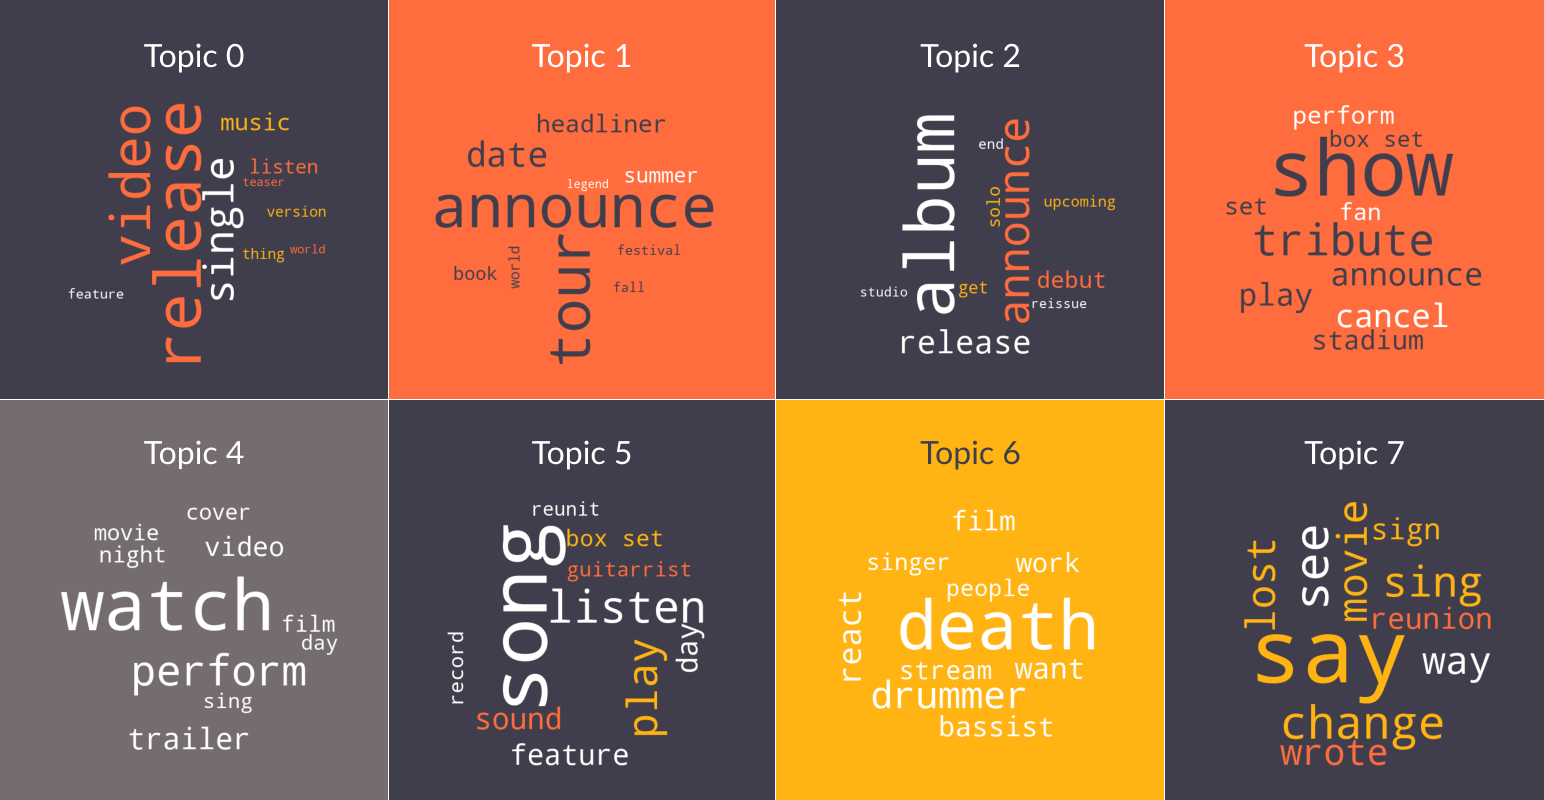 Topic 0
video
release
music
single
listen
teaser
version
thing
world
feature
Topic 1
headliner
date
summer
legend
announce
tour
festival
book
world
fall
Topic 2
album
end
announce
solo
upcoming
debut
get
studio
reissue
release
Topic 3
perform
box set
show
set
fan
tribute
announce
play
cancel
stadium
Topic 4
cover
movie
video
night
watch
film
day
perform
sing
trailer
Topic 5
reunit
song
box set
guitarrist
listen
day
record
play
sound
feature
Topic 6
film
singer
work
people
react
death
stream
want
drummer
bassist
Topic 7
see
movie
sign
lost
sing
reunion
say
way
change
wrote